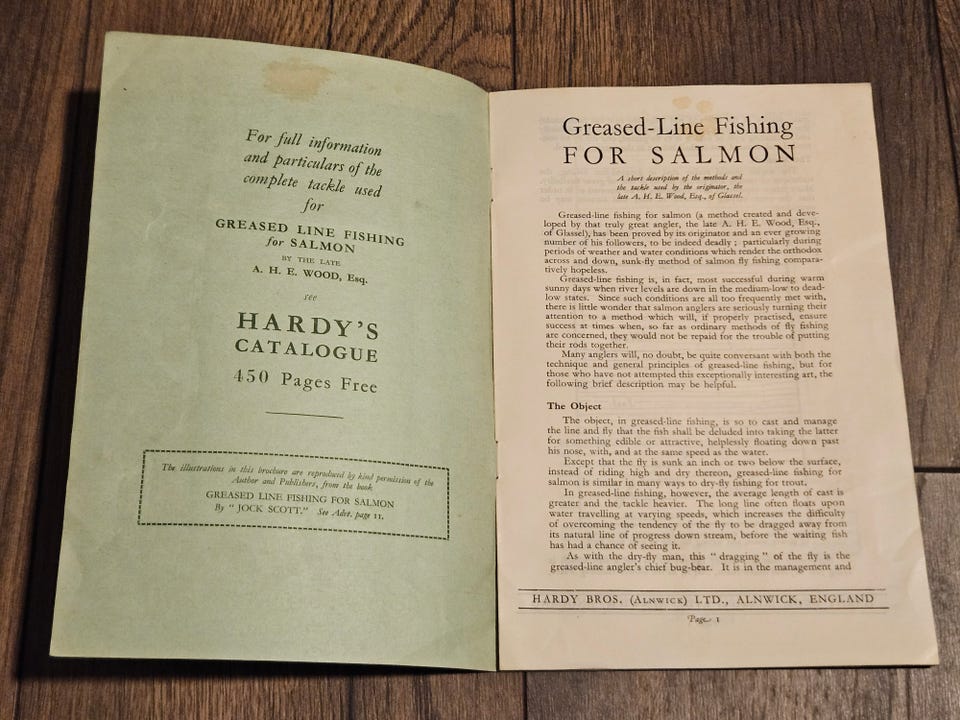 For full information
and particulars of the
complete tackle used
for
GREASED LINE FISHING
for SALMON
BY THE LATE
A. H. E. WOOD, Esq.
see
HARDY'S
CATALOGUE
450 Pages Free
The illustrations in this brochure are reproduced by kind permission of the
Author and Publishers, from the book
GREASED LINE FISHING FOR SALMON
By "JOCK SCOTT." See Advt. page 11.
Greased-Line Fishing
FOR SALMON
A short description of the methods and
the tackle used by the originator, the
late A. H. E. Wood, Esq., of Glassel.
Greased-line fishing for salmon (a method created and deve-
loped by that truly great angler, the late A. H. E. Wood, Esq.,
of Glassel), has been proved by its originator and an ever growing
number of his followers, to be indeed deadly ; particularly during
periods of weather and water conditions which render the orthodox
across and down, sunk-fly method of salmon fly fishing compara-
tively hopeless.
Greased-line fishing is, in fact, most successful during warm
sunny days when river levels are down in the medium-low to dead-
low states. Since such conditions are all too frequently met with,
there is little wonder that salmon anglers are seriously turning their
attention to a method which will, if properly practised, ensure
success at times when, so far as ordinary methods of fly fishing
are concerned, they would not be repaid for the trouble of putting
their rods together.
Many anglers will, no doubt, be quite conversant with both the
technique and general principles of greased-line fishing, but for
those who have not attempted this exceptionally interesting art, the
following brief description may be helpful.
The Object
The object, in greased-line fishing, is so to cast and manage
the line and fly that the fish shall be deluded into taking the latter
for something edible or attractive, helplessly floating down past
his nose, with, and at the same speed as the water.
Except that the fly is sunk an inch or two below the surface,
instead of riding high and dry thereon, greased-line fishing for
salmon is similar in many ways to dry-fly fishing for trout.
In greased-line fishing, however, the average length of cast is
greater and the tackle heavier. The long line often floats upon
water travelling at varying speeds, which increases the difficulty
of overcoming the tendency of the fly to be dragged away from
its natural line of progress down stream, before the waiting fish
has had a chance of seeing it.
As with the dry-fly man, this "dragging" of the fly is the
greased-line angler's chief bug-bear. It is in the management and
HARDY BROS. (Alnwick) LTD., ALNWICK, ENGLAND
Page 1